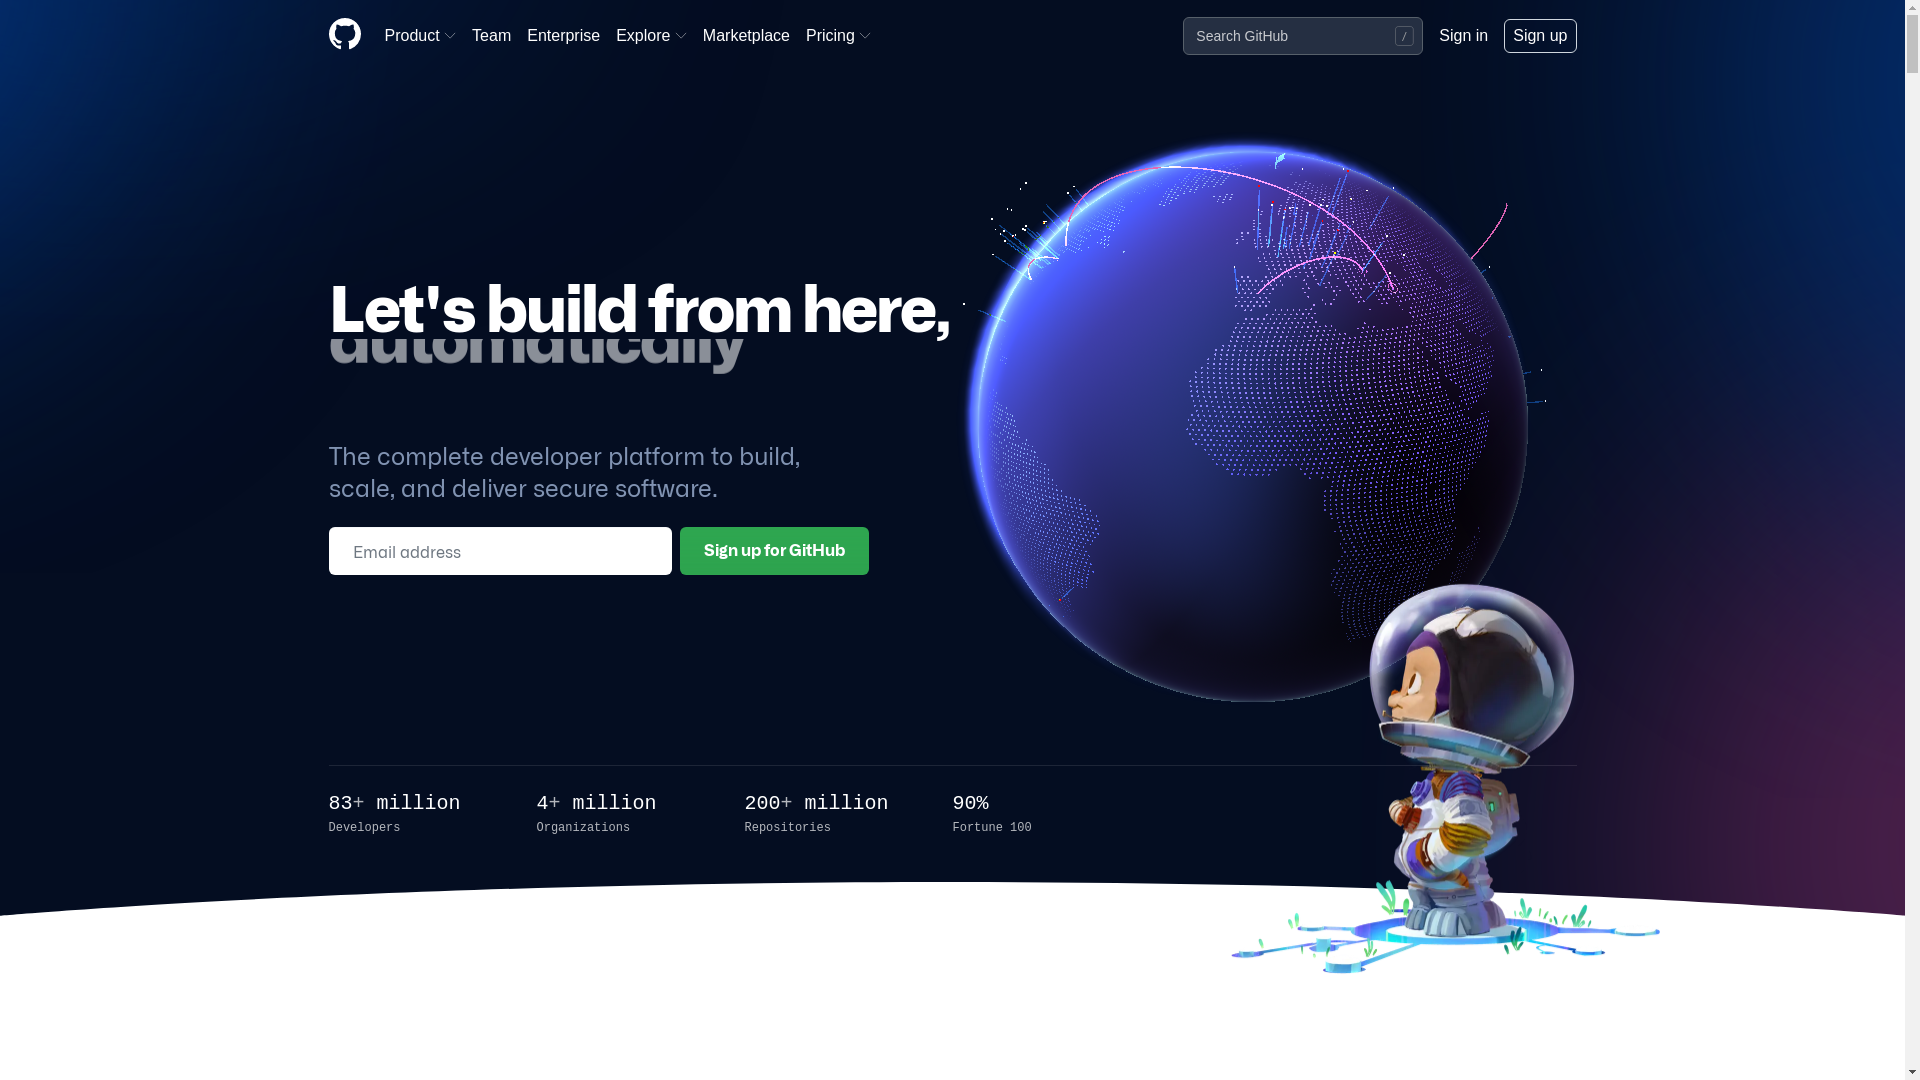 Product
Team
Enterprise
Explore
Marketplace
Pricing
Search GitHub
/
Sign in
Sign up
Let's build from here,
automatically
The complete developer platform to build,
scale, and deliver secure software.
Email address
Sign up for GitHub
83+ million
Developers
4+ million
Organizations
200+ million
Repositories
90%
Fortune 100